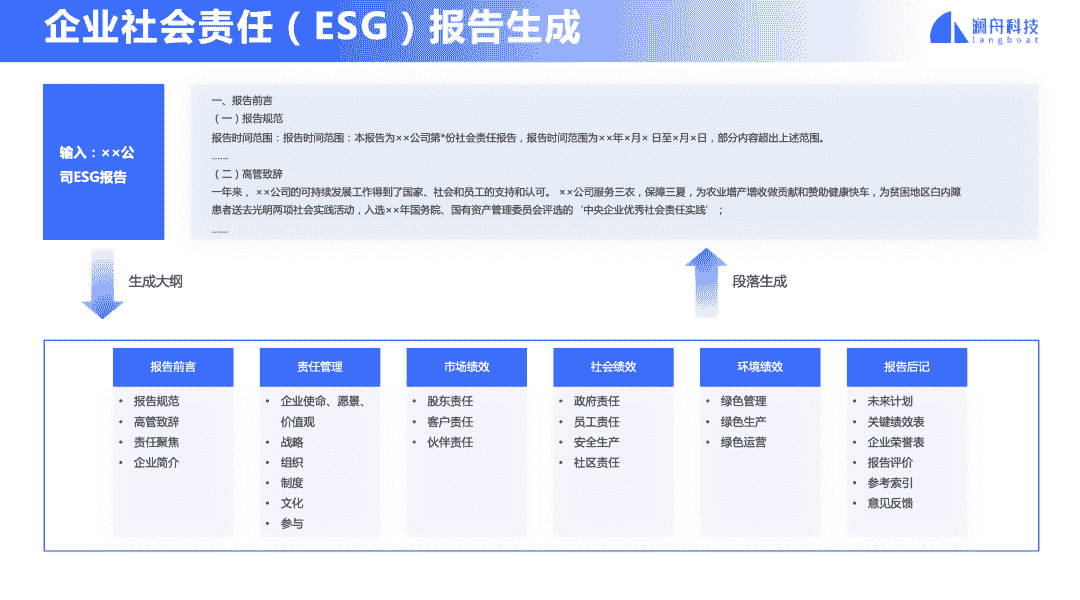 企业社会责任（ESG）报告生成
澜舟科技
langboat
输入：××公
司ESG报告
一、报告前言
（一）报告规范
报告时间范围：报告时间范围：本报告为××公司第*份社会责任报告，报告时间范围为××年×月× 日至×月×日，部分内容超出上述范围。
......
（二）高管致辞
一年来， ××公司的可持续发展工作得到了国家、社会和员工的支持和认可。 ××公司服务三农，保障三夏，为农业增产增收做贡献和赞助健康快车，为贫困地区白内障
患者送去光明两项社会实践活动，入选××年国务院、国有资产管理委员会评选的‘中央企业优秀社会责任实践’；
......
生成大纲
段落生成
报告前言
• 报告规范
• 高管致辞
• 责任聚焦
• 企业简介
责任管理
• 企业使命、愿景、
价值观
• 战略
• 组织
• 制度
• 文化
• 参与
市场绩效
• 股东责任
• 客户责任
• 伙伴责任
社会绩效
• 政府责任
• 员工责任
• 安全生产
• 社区责任
环境绩效
• 绿色管理
• 绿色生产
• 绿色运营
报告后记
• 未来计划
• 关键绩效表
• 企业荣誉表
• 报告评价
• 参考索引
• 意见反馈